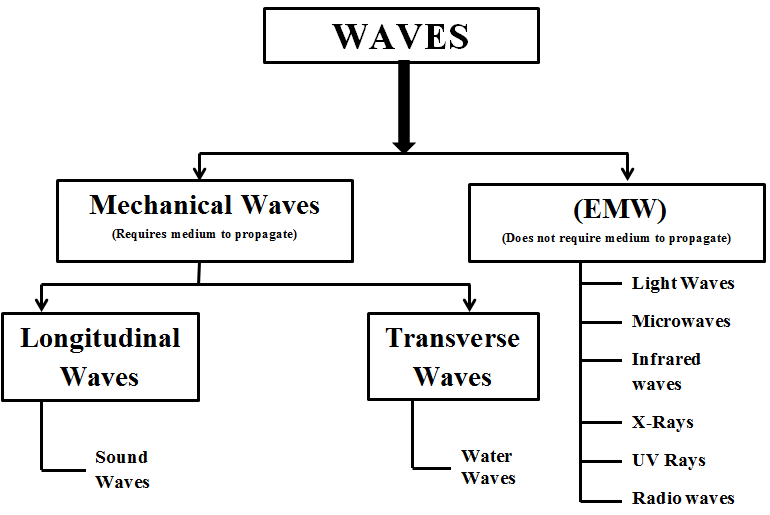 WAVES
Mechanical Waves
(Requires medium to propagate)
(EMW)
(Does not require medium to propagate)
Longitudinal
Waves
Sound
Waves
Transverse
Waves
Water
Waves
Light Waves
Microwaves
Infrared
waves
X-Rays
UV Rays
Radio waves